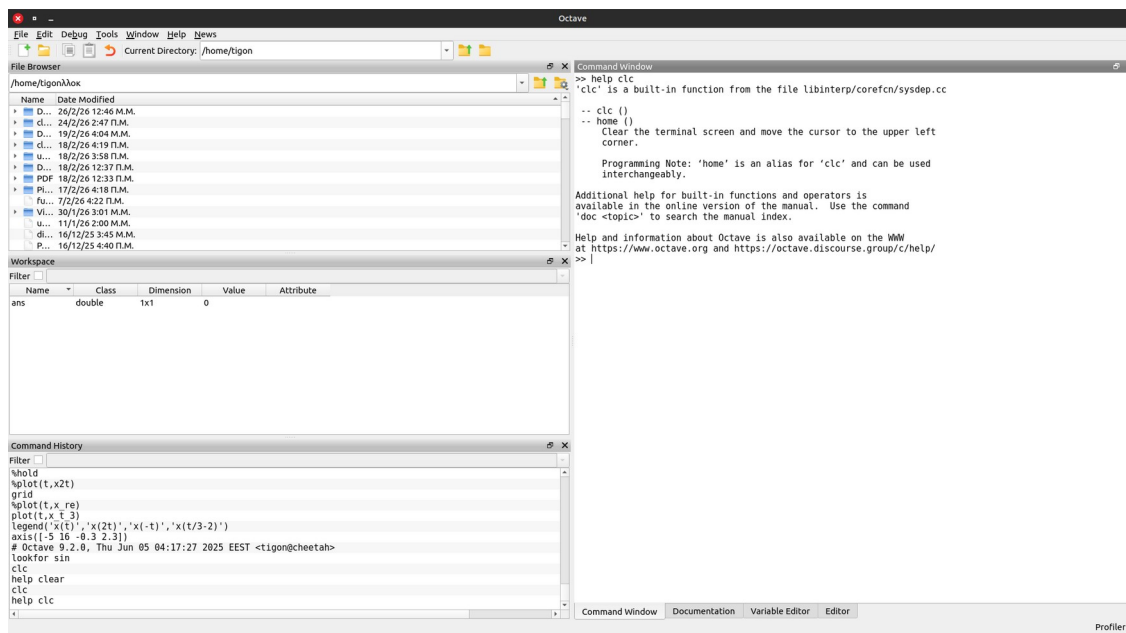 Octave
File Edit Debug Tools Window Help News
Current Directory: /home/tigon
File Browser
/home/tigonλλοκ
Name Date Modified
D... 26/2/26 12:46 Μ.Μ.
cl... 24/2/26 2:47 Π.Μ.
D... 19/2/26 4:04 Μ.Μ.
cl... 18/2/26 4:19 Π.Μ.
u... 18/2/26 3:58 Π.Μ.
D... 18/2/26 12:37 Π.Μ.
PDF 18/2/26 12:33 Π.Μ.
Pi... 17/2/26 4:18 Π.Μ.
fu... 7/2/26 4:22 Π.Μ.
Vi... 30/1/26 3:01 Μ.Μ.
u... 11/1/26 2:00 Μ.Μ.
di... 16/12/25 3:45 Μ.Μ.
P... 16/12/25 4:40 Π.Μ.
Workspace
Filter
Name Class Dimension Value Attribute
ans double 1x1 0
Command History
Filter
%hold
%plot(t,x2t)
grid
%plot(t,x_re)
plot(t,x_t_3)
legend('x(t)','x(2t)','x(-t)','x(t/3-2)')
axis([-5 16 -0.3 2.3])
# Octave 9.2.0, Thu Jun 05 04:17:27 2025 EEST <tigon@cheetah>
lookfor sin
clc
help clear
clc
help clc
Command Window
>> help clc
'clc' is a built-in function from the file libinterp/corefcn/sysdep.cc
-- clc ()
-- home ()
Clear the terminal screen and move the cursor to the upper left
corner.
Programming Note: ‘home’ is an alias for ‘clc’ and can be used
interchangeably.
Additional help for built-in functions and operators is
available in the online version of the manual.  Use the command
'doc <topic>' to search the manual index.
Help and information about Octave is also available on the WWW
at https://www.octave.org and https://octave.discourse.group/c/help/
>>
Command Window Documentation Variable Editor Editor
Profiler